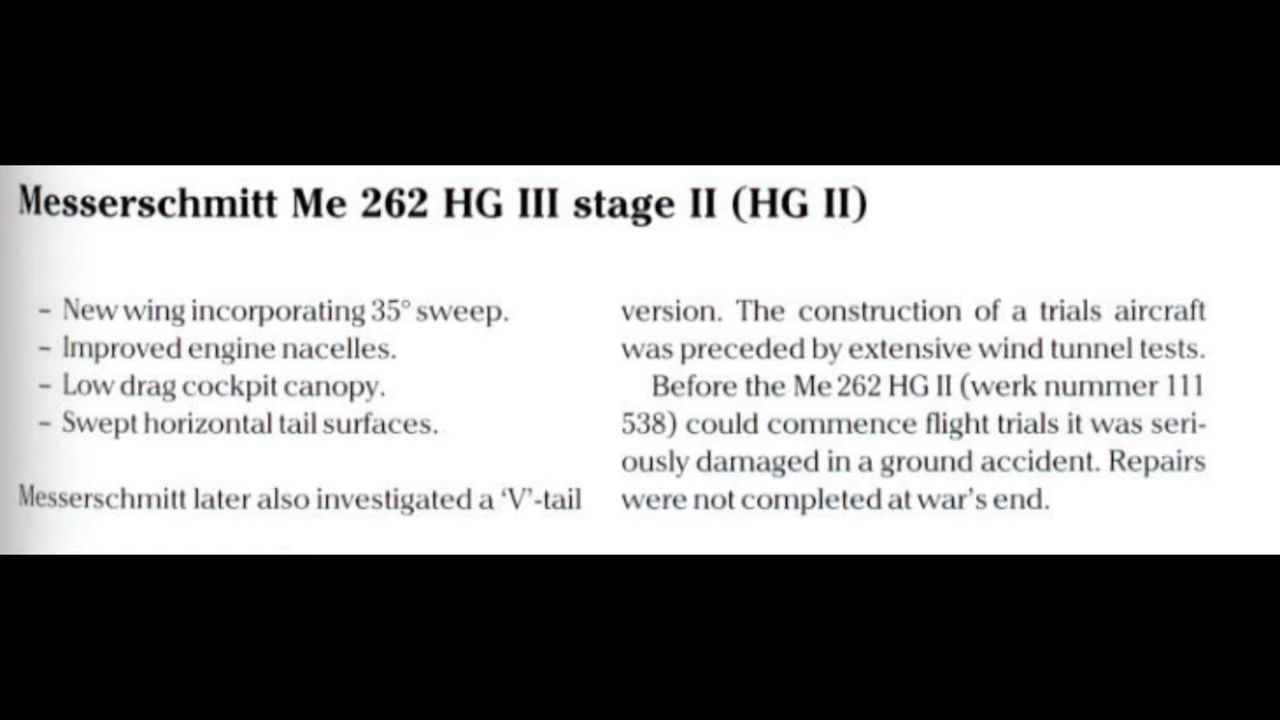 Messerschmitt Me 262 HG III stage II (HG II)
– New wing incorporating 35° sweep.
– Improved engine nacelles.
– Low drag cockpit canopy.
– Swept horizontal tail surfaces.
Messerschmitt later also investigated a ‘V’-tail
version. The construction of a trials aircraft
was preceded by extensive wind tunnel tests.
Before the Me 262 HG II (werk nummer 111
538) could commence flight trials it was seri-
ously damaged in a ground accident. Repairs
were not completed at war’s end.